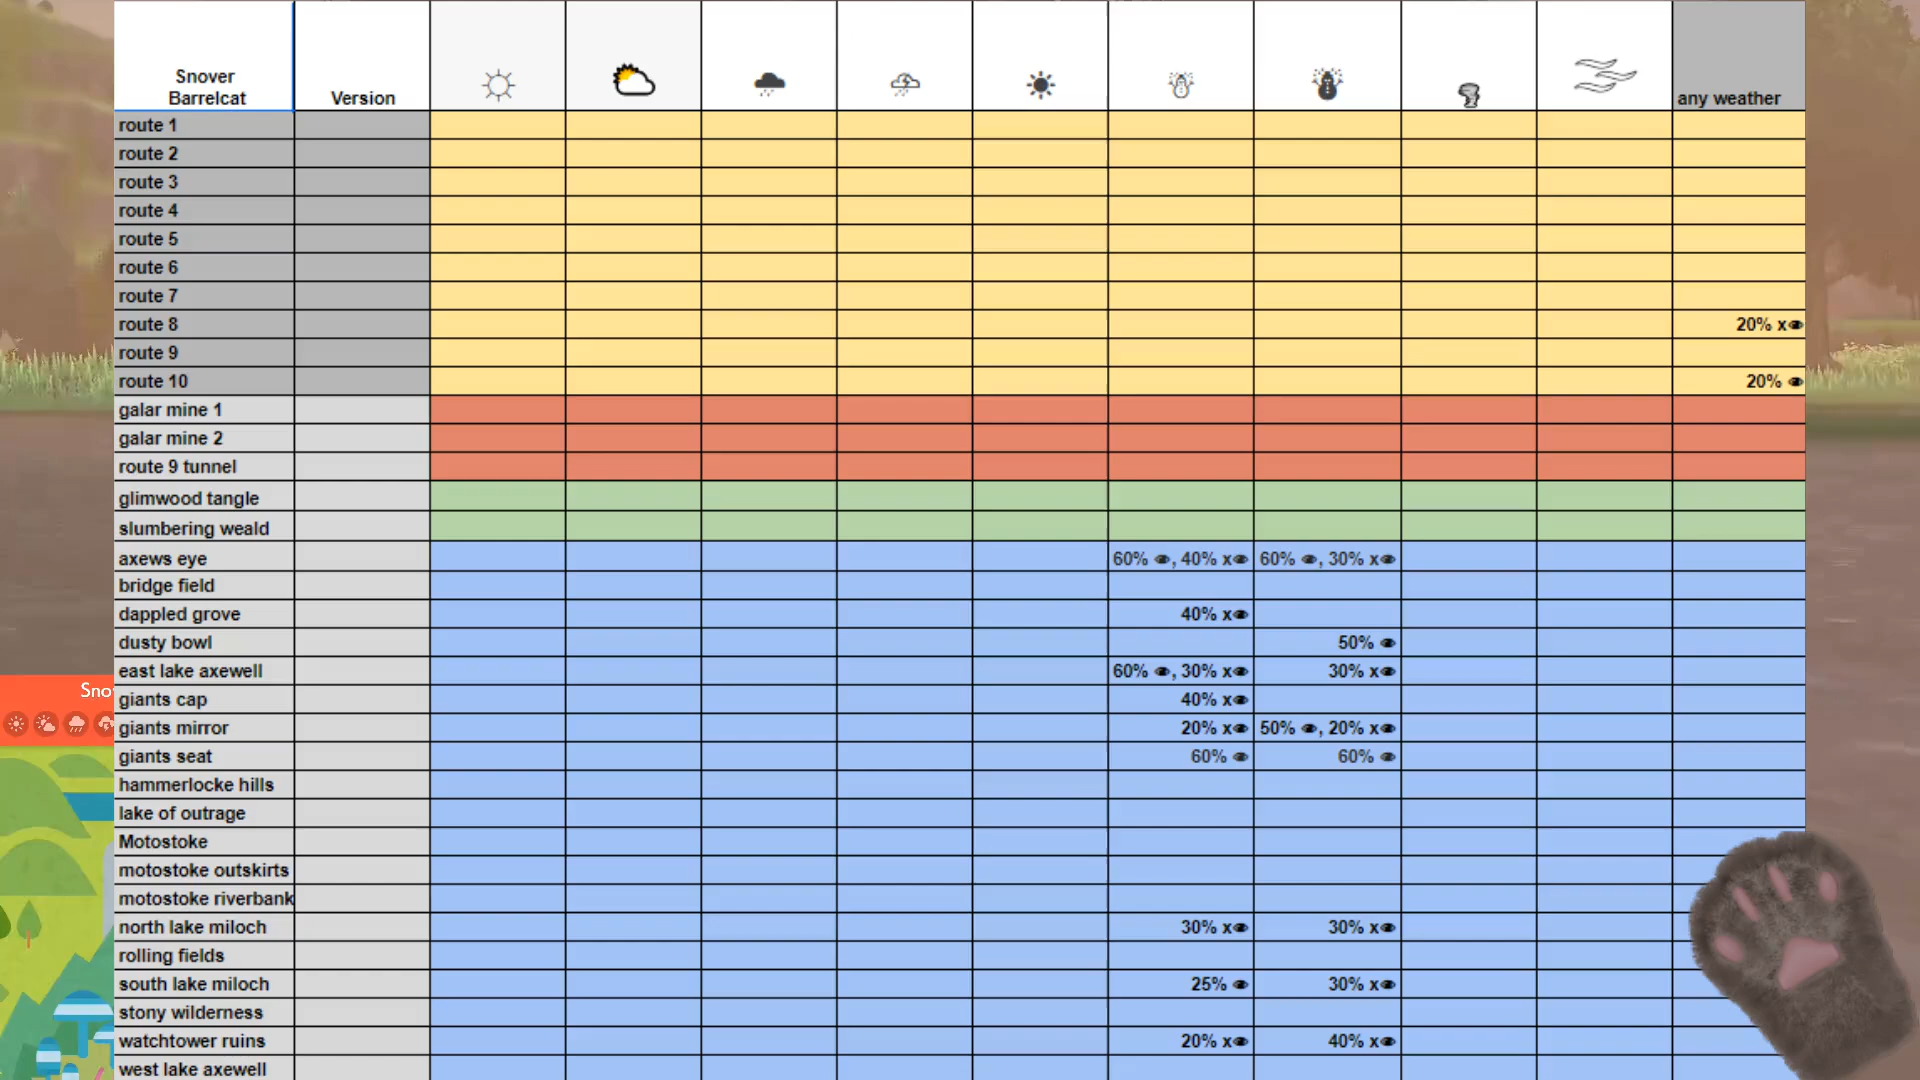 Snover
Barrelcat Version any weather
route 1
route 2
route 3
route 4
route 5
route 6
route 7
route 8 20% x👁
route 9
route 10 20% 👁
galar mine 1
galar mine 2
route 9 tunnel
glimwood tangle
slumbering weald
axews eye 60% 👁, 40% x👁 60% 👁, 30% x👁
bridge field
dappled grove 40% x👁
dusty bowl 50% 👁
east lake axewell 60% 👁, 30% x👁 30% x👁
giants cap 40% x👁
giants mirror 20% x👁 50% 👁, 20% x👁
giants seat 60% 👁 60% 👁
hammerlocke hills
lake of outrage
Motostoke
motostoke outskirts
motostoke riverbank
north lake miloch 30% x👁 30% x👁
rolling fields
south lake miloch 25% 👁 30% x👁
stony wilderness
watchtower ruins 20% x👁 40% x👁
west lake axewell
Sno